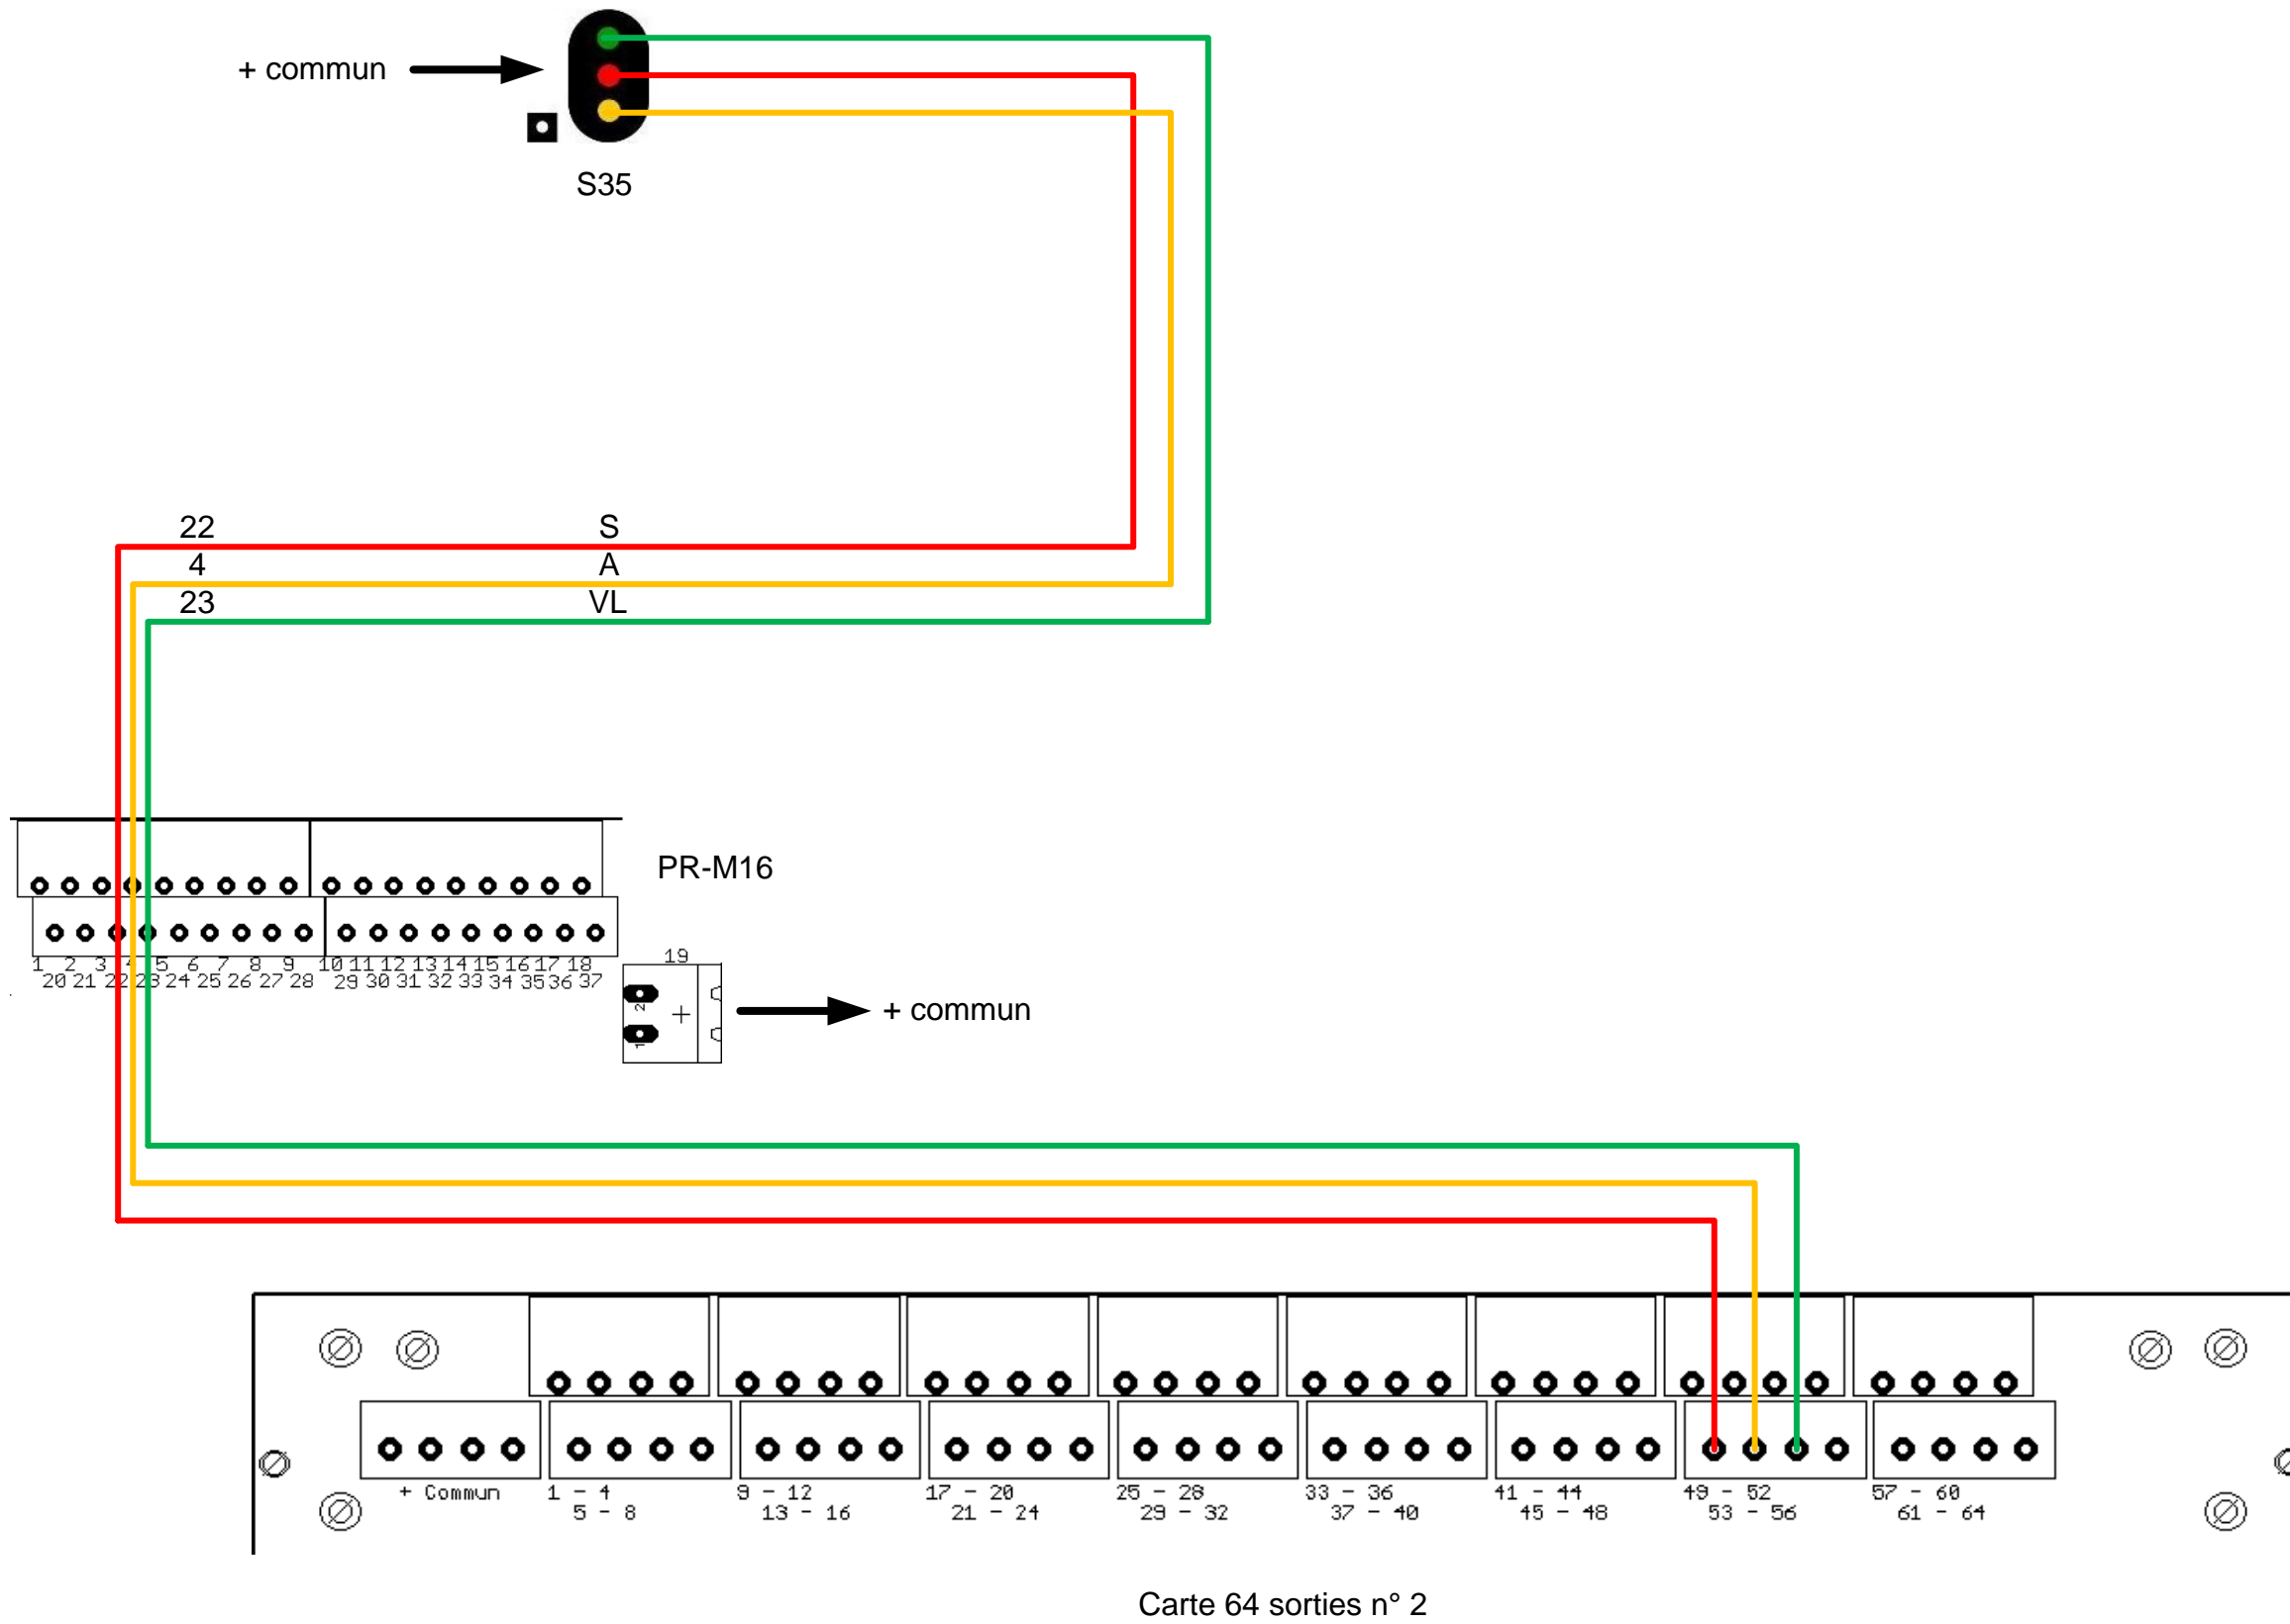 + commun
S35
22 S
4 A
23 VL
PR-M16
1 2 3 4 5 6 7 8 9 10 11 12 13 14 15 16 17 18
20 21 22 23 24 25 26 27 28 29 30 31 32 33 34 35 36 37
19
2
+
1
+ commun
+ Commun 1 - 4 9 - 12 17 - 20 25 - 28 33 - 36 41 - 44 49 - 52 57 - 60
5 - 8 13 - 16 21 - 24 29 - 32 37 - 40 45 - 48 53 - 56 61 - 64
Carte 64 sorties n° 2